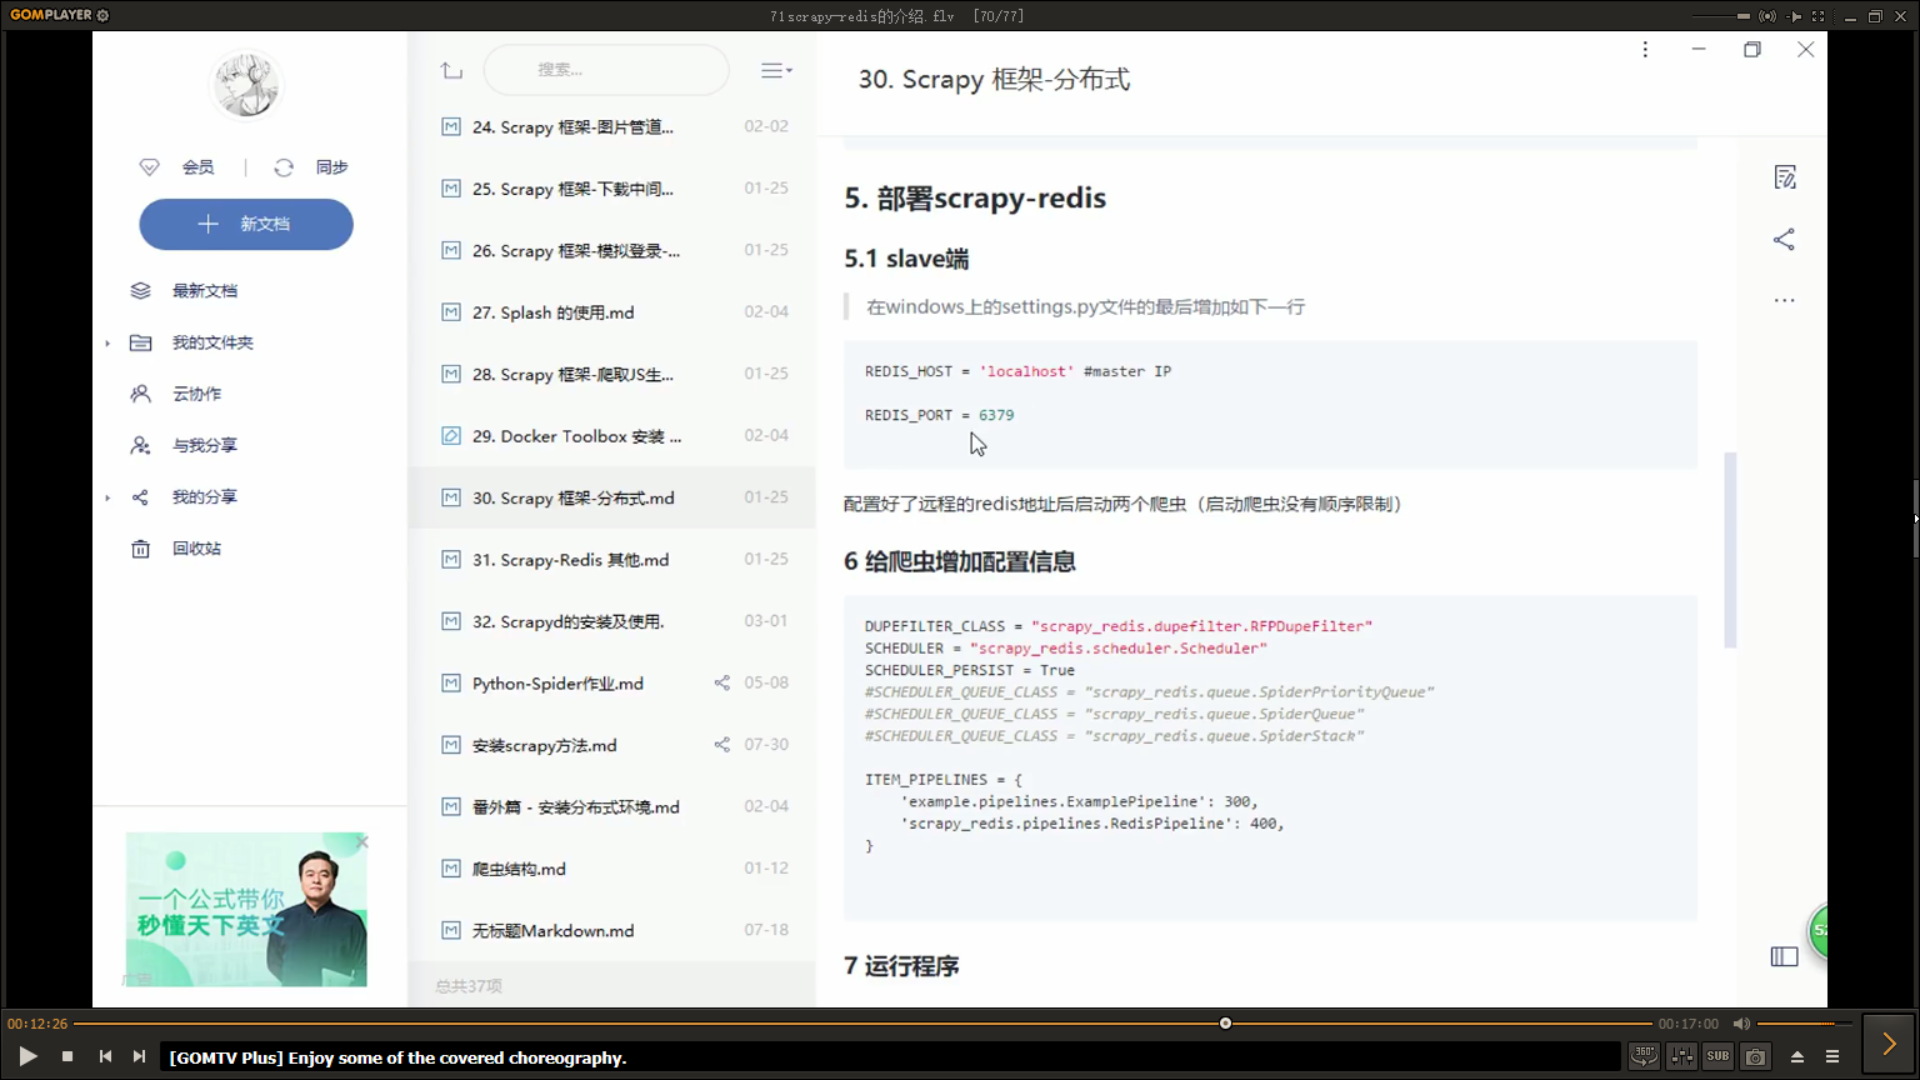 GOMPLAYER
71scrapy-redis的介绍.flv [70/77]
会员
同步
新文档
最新文档
我的文件夹
云协作
与我分享
我的分享
回收站
一个公式带你
秒懂天下英文
广告
搜索...
24. Scrapy 框架-图片管道... 02-02
25. Scrapy 框架-下载中间... 01-25
26. Scrapy 框架-模拟登录-... 01-25
27. Splash 的使用.md 02-04
28. Scrapy 框架-爬取JS生... 01-25
29. Docker Toolbox 安装 ... 02-04
30. Scrapy 框架-分布式.md 01-25
31. Scrapy-Redis 其他.md 01-25
32. Scrapyd的安装及使用. 03-01
Python-Spider作业.md 05-08
安装scrapy方法.md 07-30
番外篇 - 安装分布式环境.md 02-04
爬虫结构.md 01-12
无标题Markdown.md 07-18
总共37项
30. Scrapy 框架-分布式
5. 部署scrapy-redis
5.1 slave端
在windows上的settings.py文件的最后增加如下一行
REDIS_HOST = 'localhost' #master IP
REDIS_PORT = 6379
配置好了远程的redis地址后启动两个爬虫（启动爬虫没有顺序限制）
6 给爬虫增加配置信息
DUPEFILTER_CLASS = "scrapy_redis.dupefilter.RFPDupeFilter"
SCHEDULER = "scrapy_redis.scheduler.Scheduler"
SCHEDULER_PERSIST = True
#SCHEDULER_QUEUE_CLASS = "scrapy_redis.queue.SpiderPriorityQueue"
#SCHEDULER_QUEUE_CLASS = "scrapy_redis.queue.SpiderQueue"
#SCHEDULER_QUEUE_CLASS = "scrapy_redis.queue.SpiderStack"
ITEM_PIPELINES = {
'example.pipelines.ExamplePipeline': 300,
'scrapy_redis.pipelines.RedisPipeline': 400,
}
7 运行程序
00:12:26
00:17:00
[GOMTV Plus] Enjoy some of the covered choreography.
360°
SUB